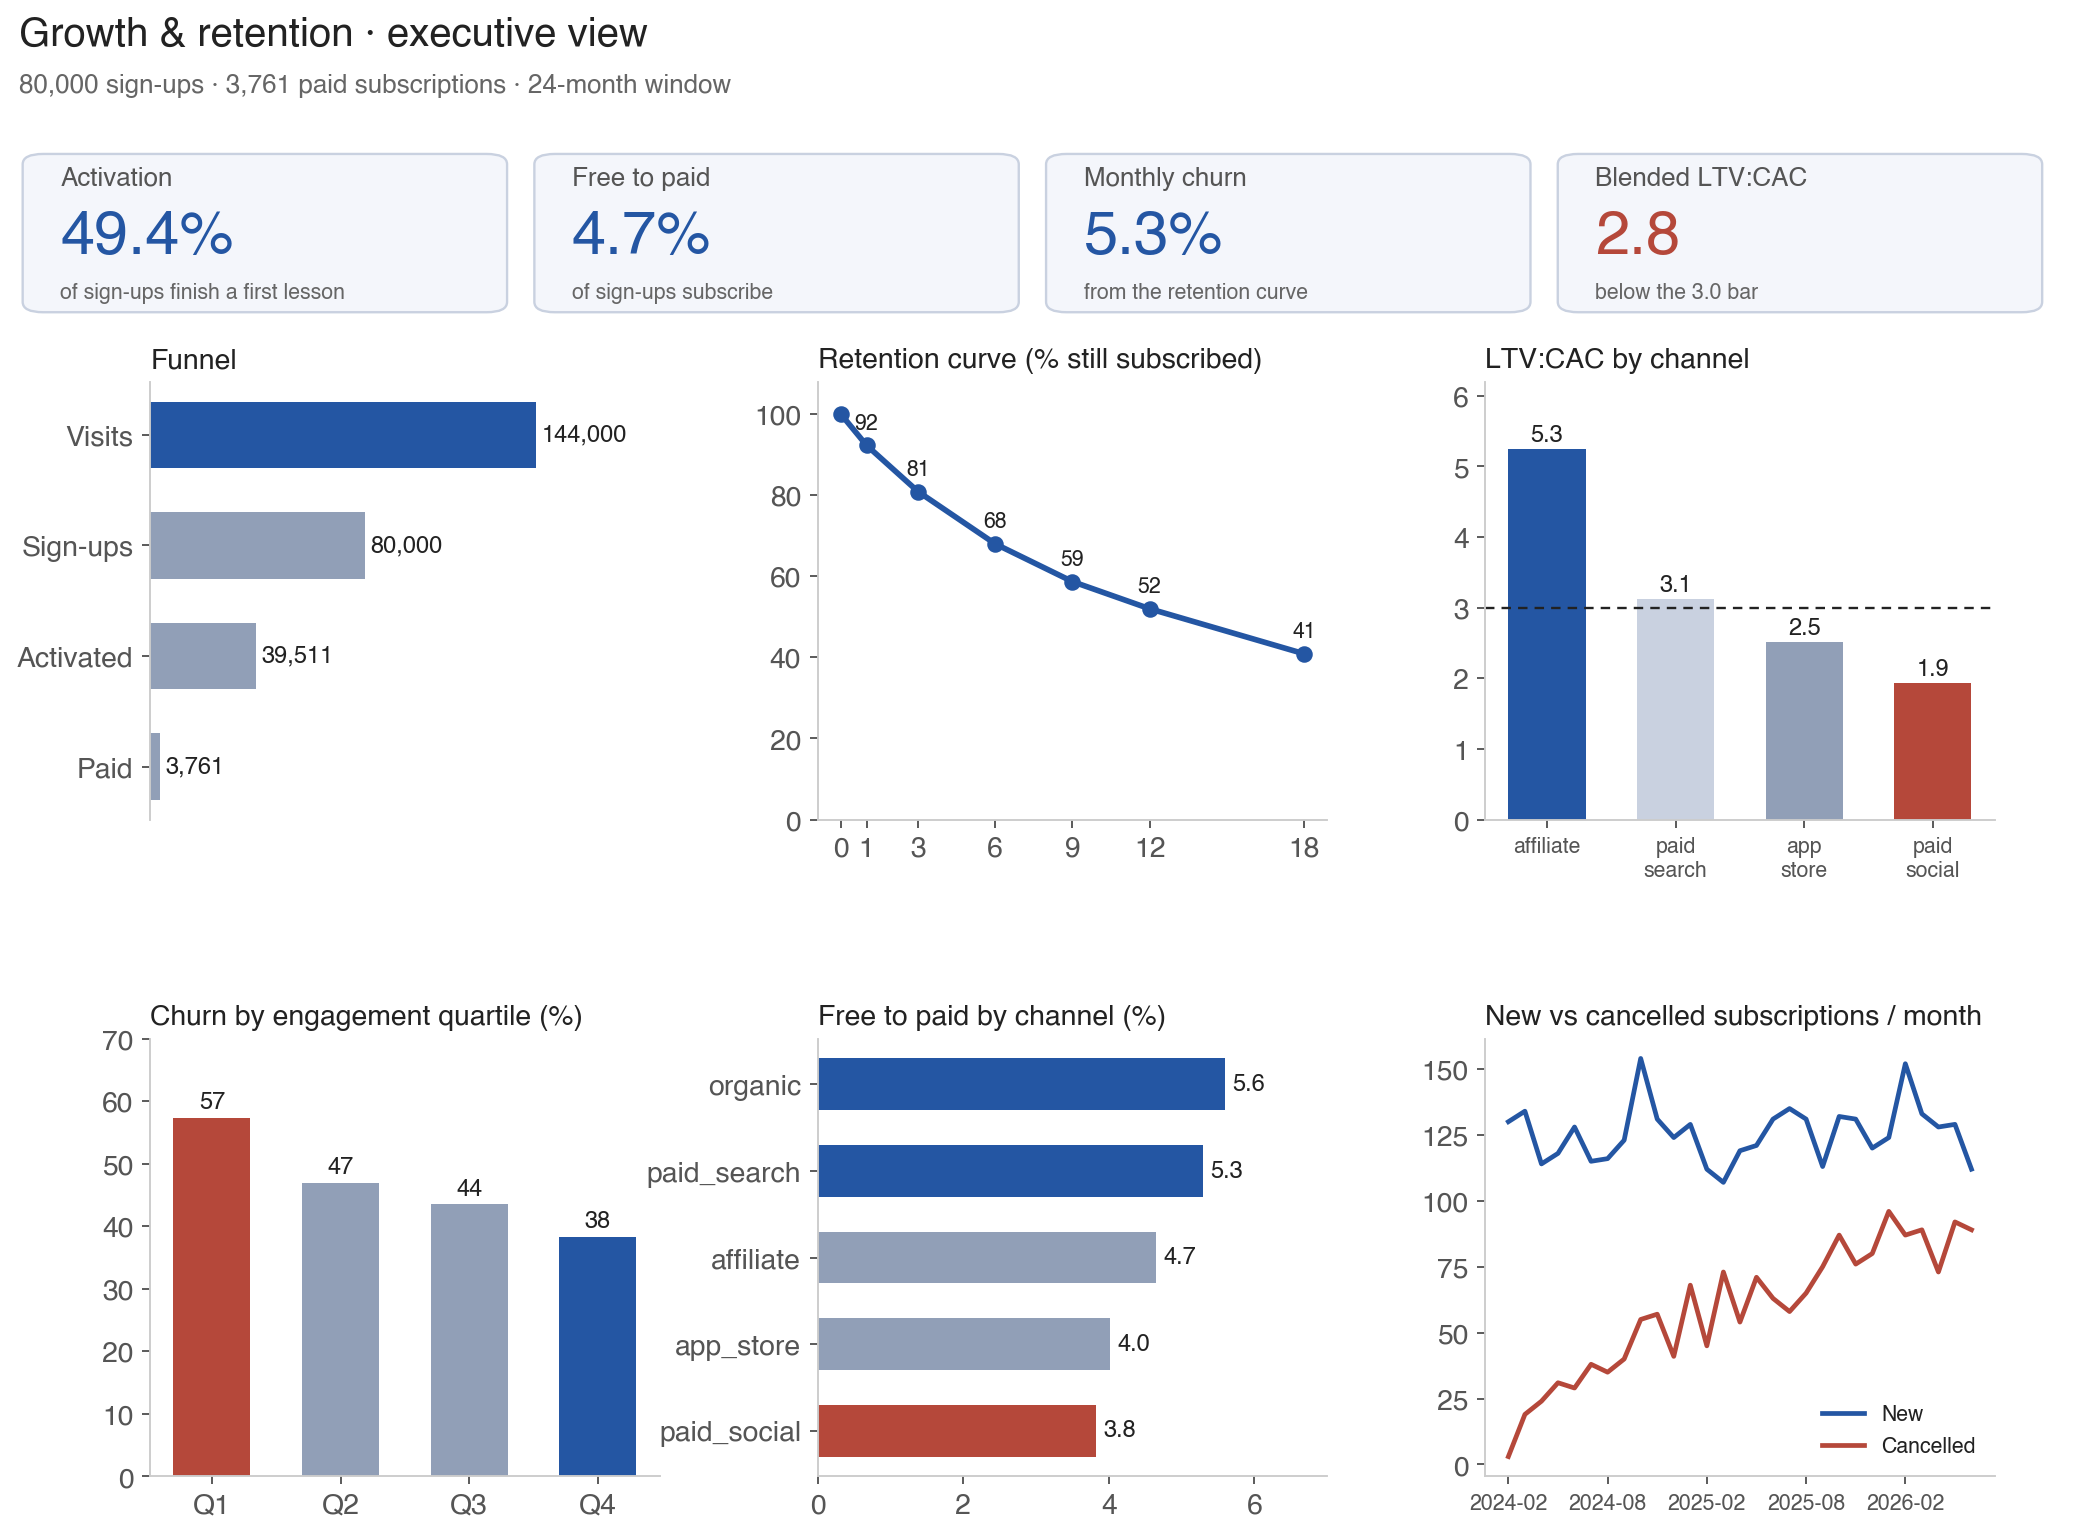 Growth & retention · executive view
80,000 sign-ups · 3,761 paid subscriptions · 24-month window
Activation
49.4%
of sign-ups finish a first lesson
Free to paid
4.7%
of sign-ups subscribe
Monthly churn
5.3%
from the retention curve
Blended LTV:CAC
2.8
below the 3.0 bar
Funnel
Visits
144,000
Sign-ups
80,000
Activated
39,511
Paid
3,761
Retention curve (% still subscribed)
100
80
60
40
20
0
92
81
68
59
52
41
0 1 3 6 9 12 18
LTV:CAC by channel
6
5
4
3
2
1
0
5.3
3.1
2.5
1.9
affiliate
paid
search
app
store
paid
social
Churn by engagement quartile (%)
70
60
50
40
30
20
10
0
57
47
44
38
Q1 Q2 Q3 Q4
Free to paid by channel (%)
organic
5.6
paid_search
5.3
affiliate
4.7
app_store
4.0
paid_social
3.8
0 2 4 6
New vs cancelled subscriptions / month
150
125
100
75
50
25
0
New
Cancelled
2024-02 2024-08 2025-02 2025-08 2026-02